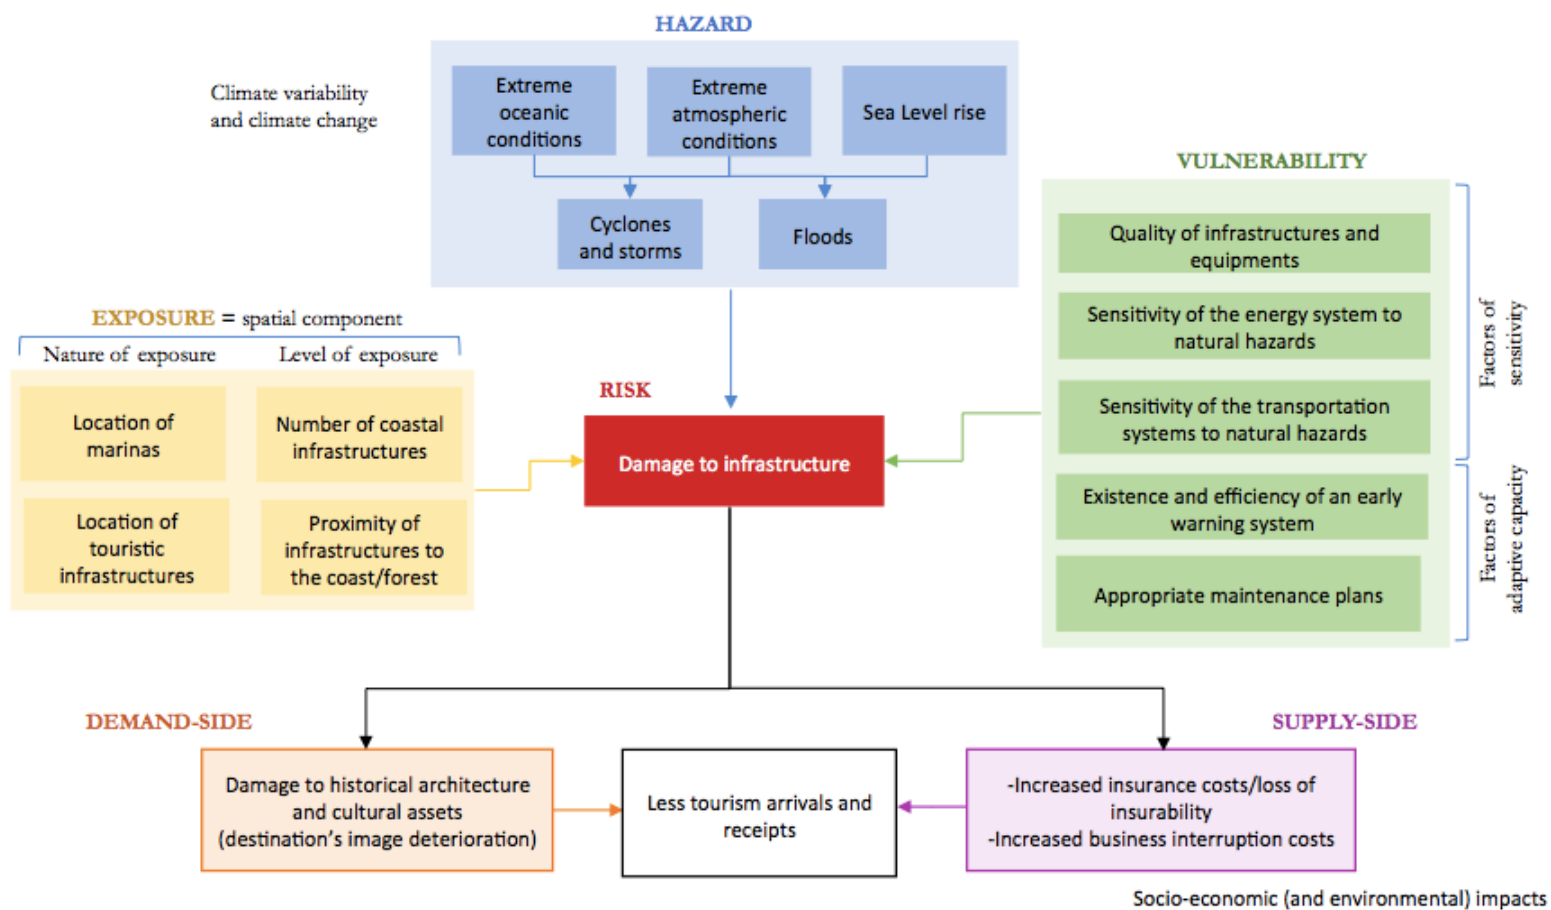 HAZARD
Climate variability
and climate change
Extreme
oceanic
conditions
Extreme
atmospheric
conditions
Sea Level rise
Cyclones
and storms
Floods
VULNERABILITY
Quality of infrastructures and
equipments
Sensitivity of the energy system to
natural hazards
Sensitivity of the transportation
systems to natural hazards
Existence and efficiency of an early
warning system
Appropriate maintenance plans
Factors of
sensitivity
Factors of
adaptive capacity
EXPOSURE = spatial component
Nature of exposure
Level of exposure
Location of
marinas
Number of coastal
infrastructures
Location of
touristic
infrastructures
Proximity of
infrastructures to
the coast/forest
RISK
Damage to infrastructure
DEMAND-SIDE
Damage to historical architecture
and cultural assets
(destination's image deterioration)
Less tourism arrivals and
receipts
SUPPLY-SIDE
-Increased insurance costs/loss of
insurability
-Increased business interruption costs
Socio-economic (and environmental) impacts